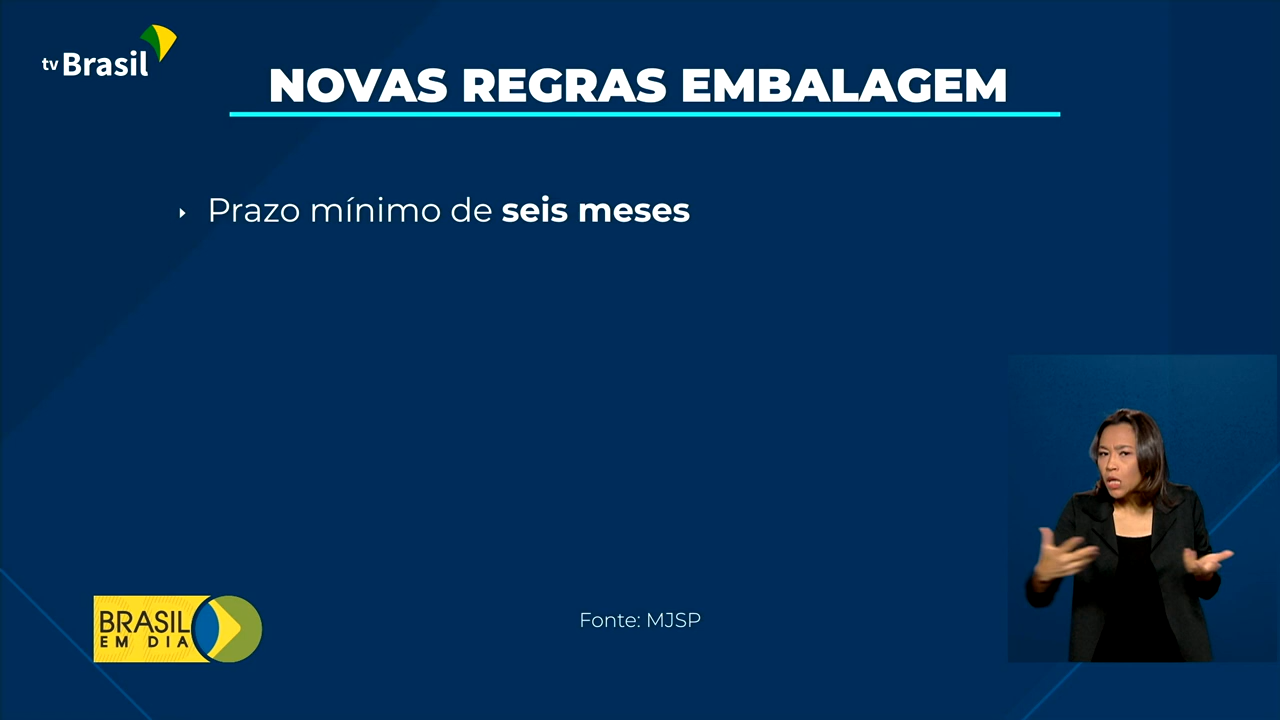 tv Brasil
NOVAS REGRAS EMBALAGEM
Prazo mínimo de seis meses
Fonte: MJSP
BRASIL
EM DIA